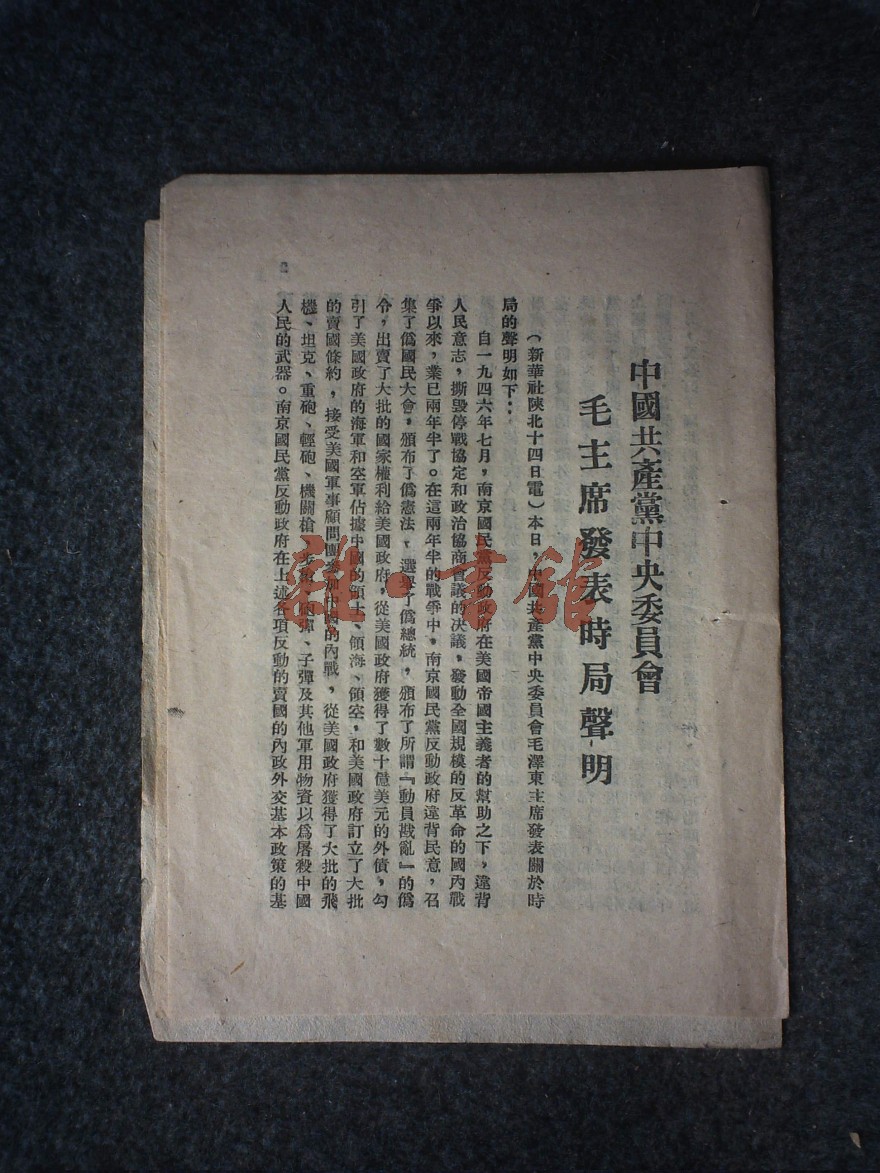 中國共產黨中央委員會
毛主席發表時局聲明
(新華社陝北十四日電)本日,中國共產黨中央委員會毛澤東主席發表關於時
局的聲明如下:
自一九四六年七月,南京國民黨反動政府在美國帝國主義者的幫助之下,違背
人民意志,撕毀停戰協定和政治協商會議的決議,發動全國規模的反革命的國內戰
爭以來,業已兩年半了。在這兩年半的戰爭中,南京國民黨反動政府違背民意,召
集了僞國民大會,頒布了僞憲法,選舉了僞總統,頒布了所謂『動員戡亂』的僞
令,出賣了大批的國家權利給美國政府,從美國政府獲得了數十億美元的外債,勾
引了美國政府的海軍和空軍佔據中國的領土、領海、領空,和美國政府訂立了大批
的賣國條約,接受美國軍事顧問團參加中國的內戰,從美國政府獲得了大批的飛
機、坦克、重砲、輕砲、機關槍、步槍、砲彈、子彈及其他軍用物資以爲屠殺中國
人民的武器。南京國民黨反動政府在上述各項反動的賣國的內政外交基本政策的基
雜·書館